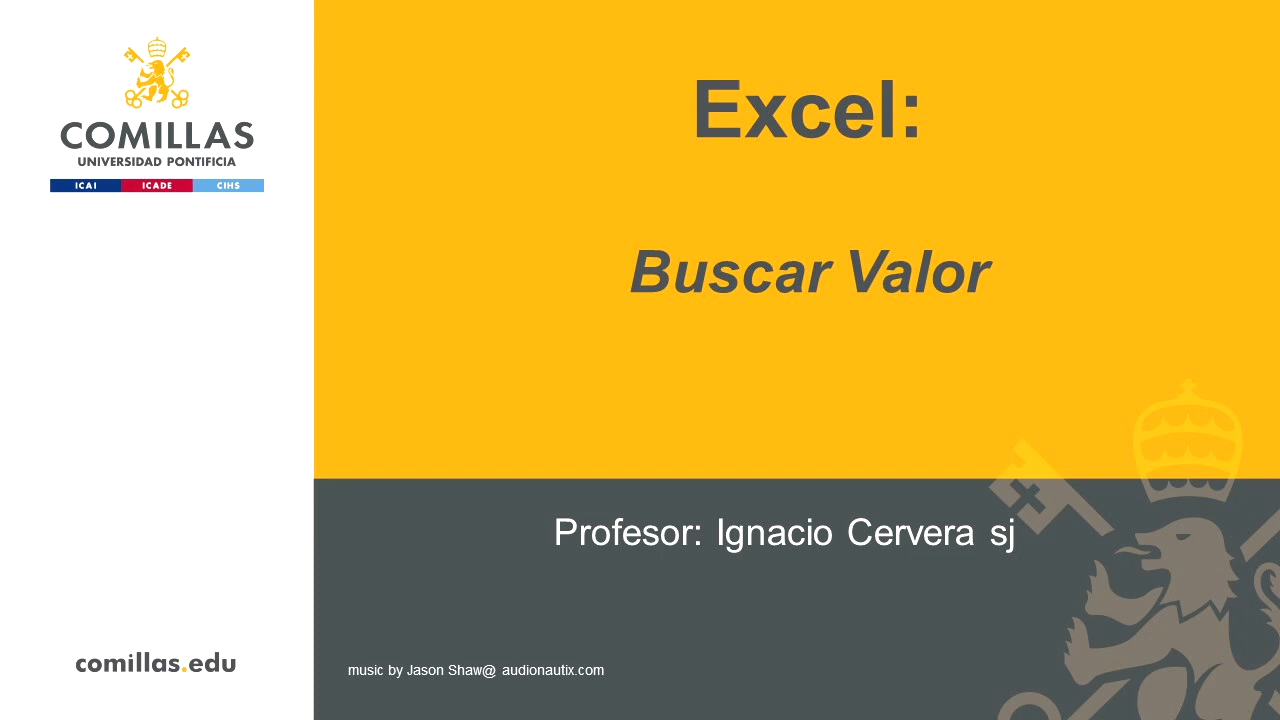 COMILLAS
UNIVERSIDAD PONTIFICIA
ICAI ICADE CIHS
Excel:
Buscar Valor
Profesor: Ignacio Cervera sj
comillas.edu
music by Jason Shaw@ audionautix.com